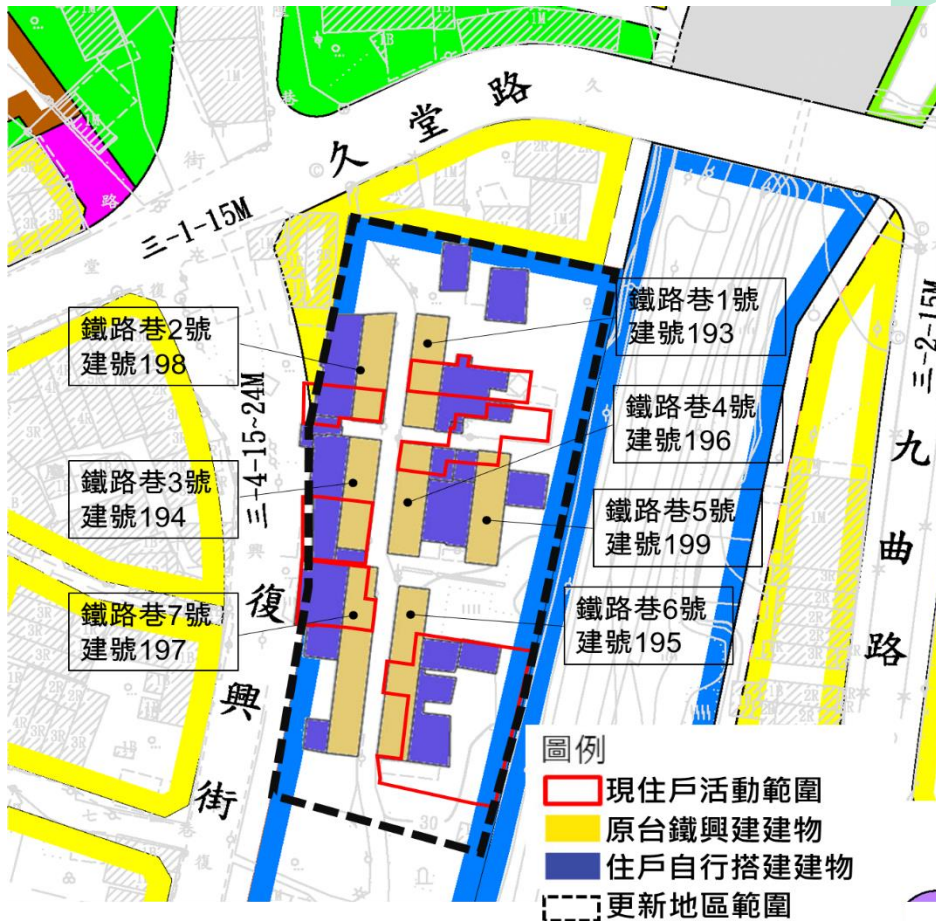 久堂路
三-1-15M
鐵路巷1號
建號193
鐵路巷2號
建號198
三-2-15M
三-4-15~24M
鐵路巷4號
建號196
鐵路巷3號
建號194
鐵路巷5號
建號199
九曲路
鐵路巷7號
建號197
鐵路巷6號
建號195
復興街
圖例
現住戶活動範圍
原台鐵興建建物
住戶自行搭建建物
更新地區範圍